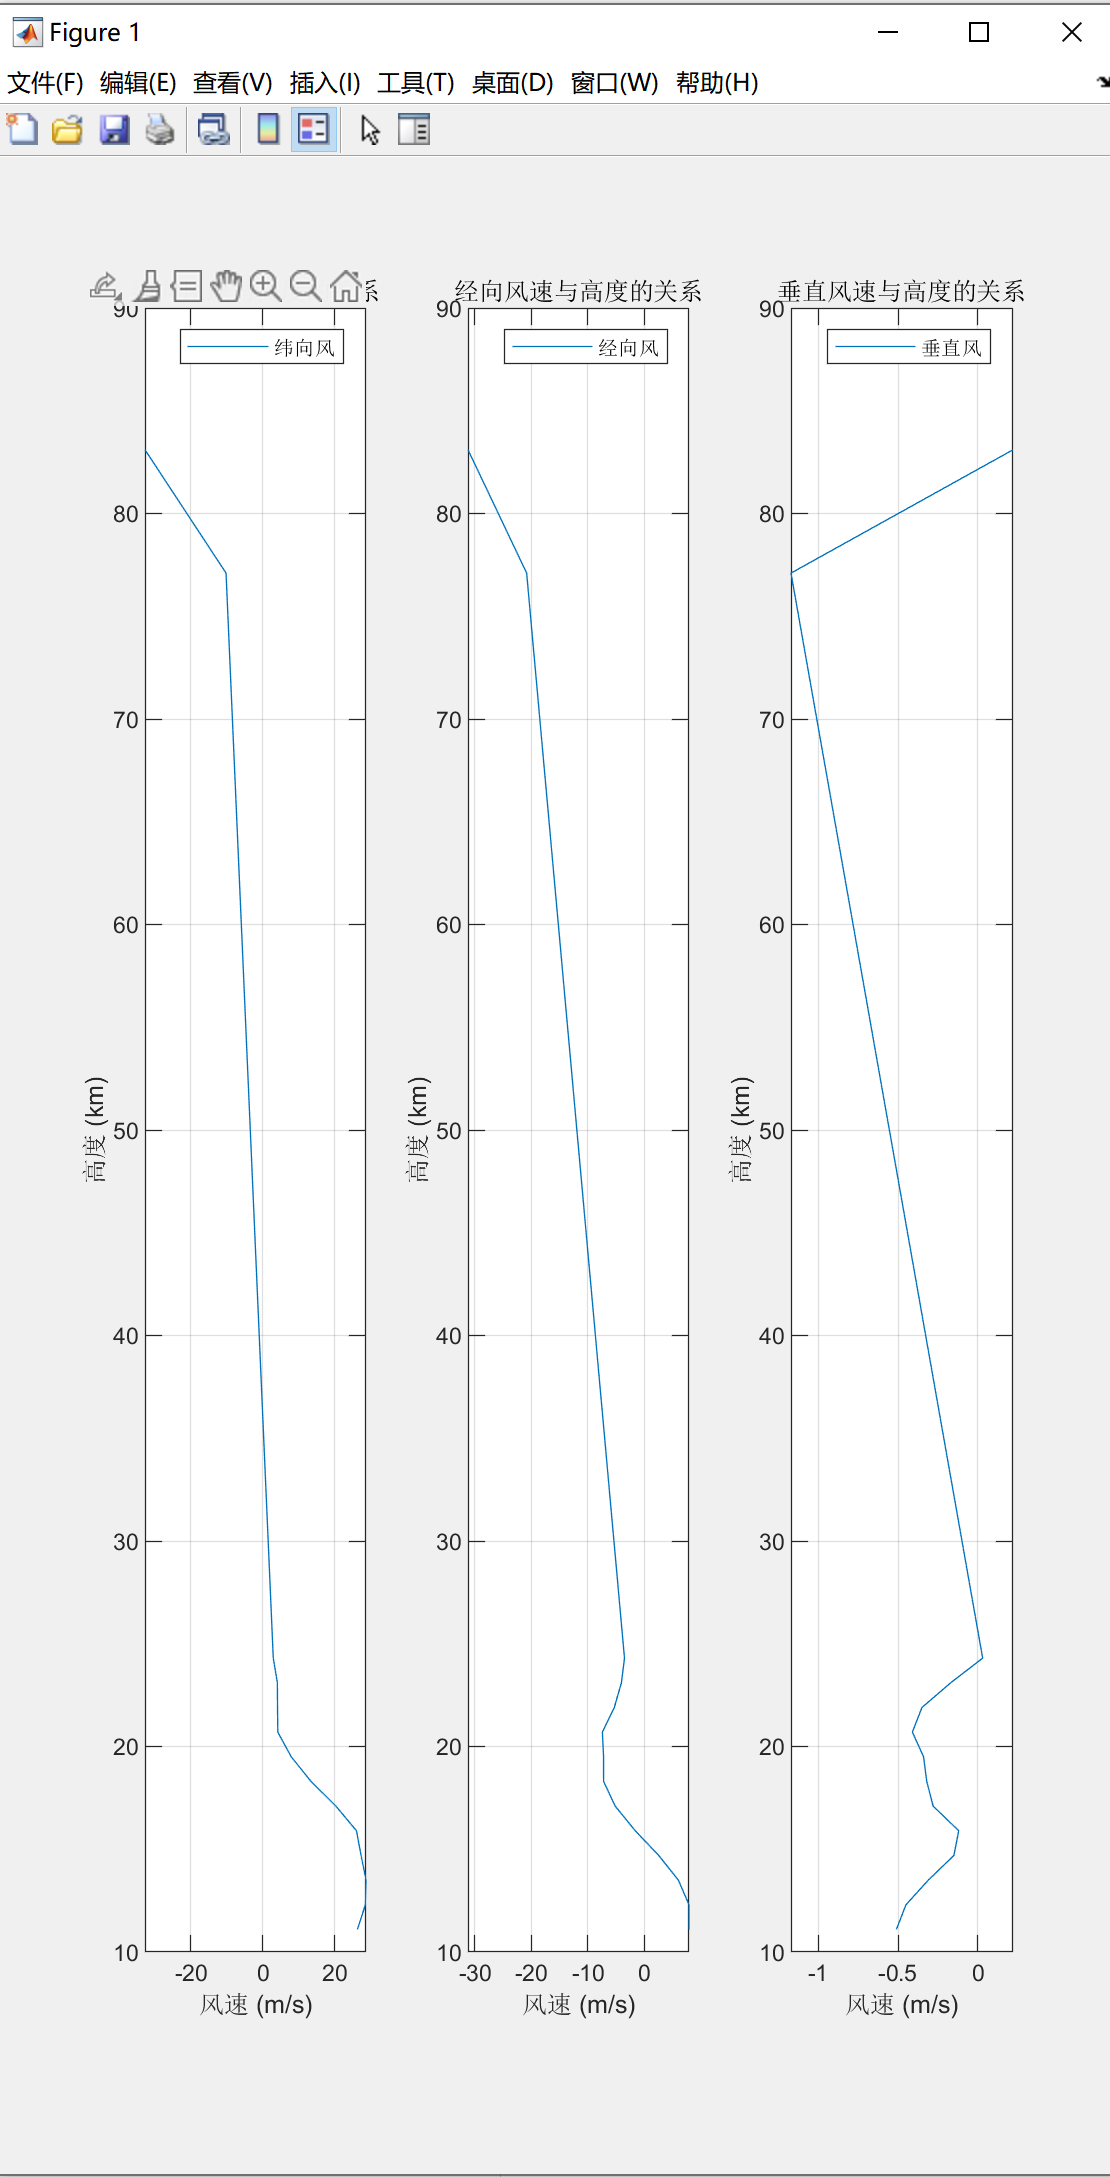 Figure 1
文件(F) 编辑(E) 查看(V) 插入(I) 工具(T) 桌面(D) 窗口(W) 帮助(H)
系
90
纬向风
80
70
60
50
40
30
20
10
高度 (km)
-20 0 20
风速 (m/s)
经向风速与高度的关系
90
经向风
80
70
60
50
40
30
20
10
高度 (km)
-30 -20 -10 0
风速 (m/s)
垂直风速与高度的关系
90
垂直风
80
70
60
50
40
30
20
10
高度 (km)
-1 -0.5 0
风速 (m/s)